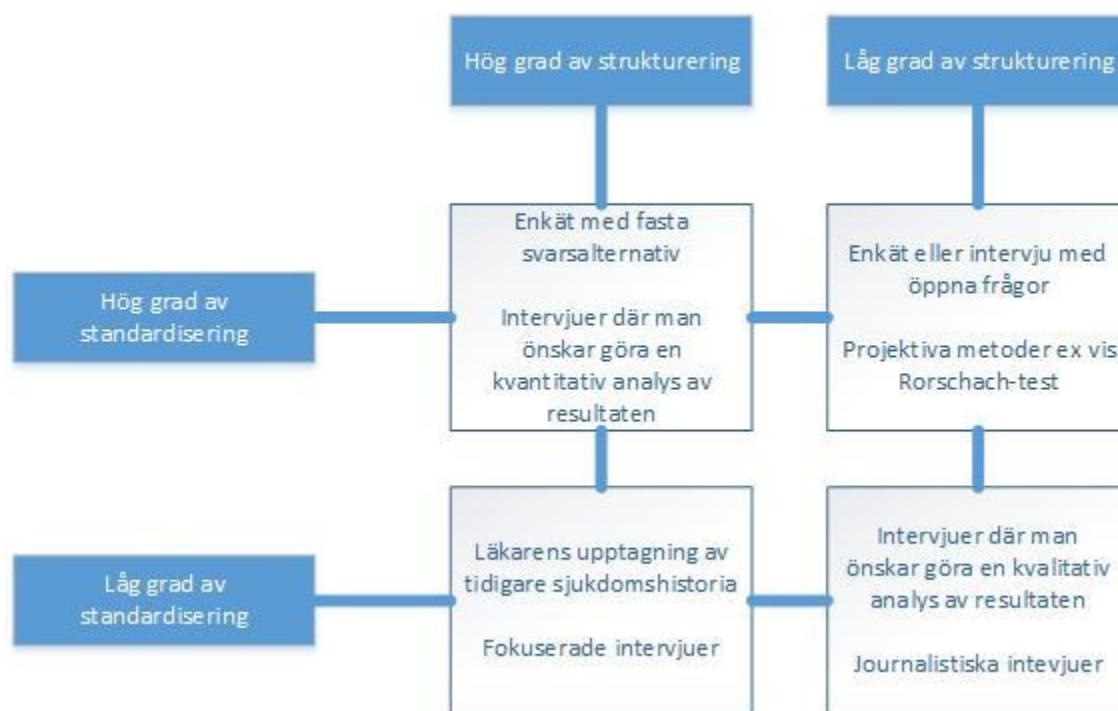 Hög grad av strukturering
Låg grad av strukturering
Hög grad av
standardisering
Enkät med fasta
svarsalternativ
Intervjuer där man
önskar göra en
kvantitativ analys av
resultaten
Enkät eller intervju med
öppna frågor
Projektiva metoder ex vis
Rorschach-test
Låg grad av
standardisering
Läkarens upptagning av
tidigare sjukdomshistoria
Fokuserade intervjuer
Intervjuer där man
önskar göra en kvalitativ
analys av resultaten
Journalistiska intevjuer